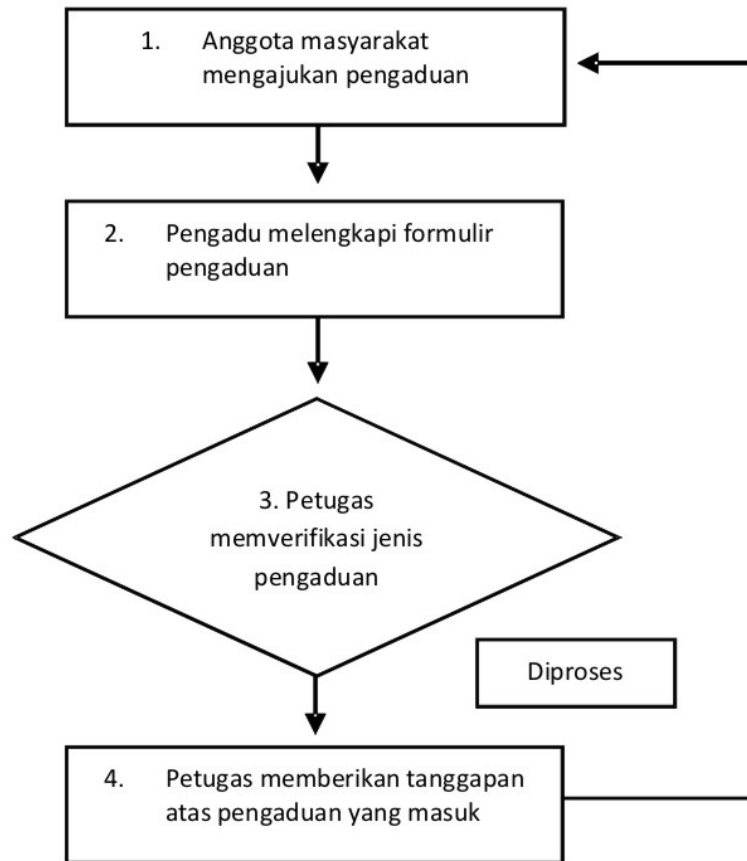 1. Anggota masyarakat
mengajukan pengaduan
2. Pengadu melengkapi formulir
pengaduan
3. Petugas
memverifikasi jenis
pengaduan
Diproses
4. Petugas memberikan tanggapan
atas pengaduan yang masuk